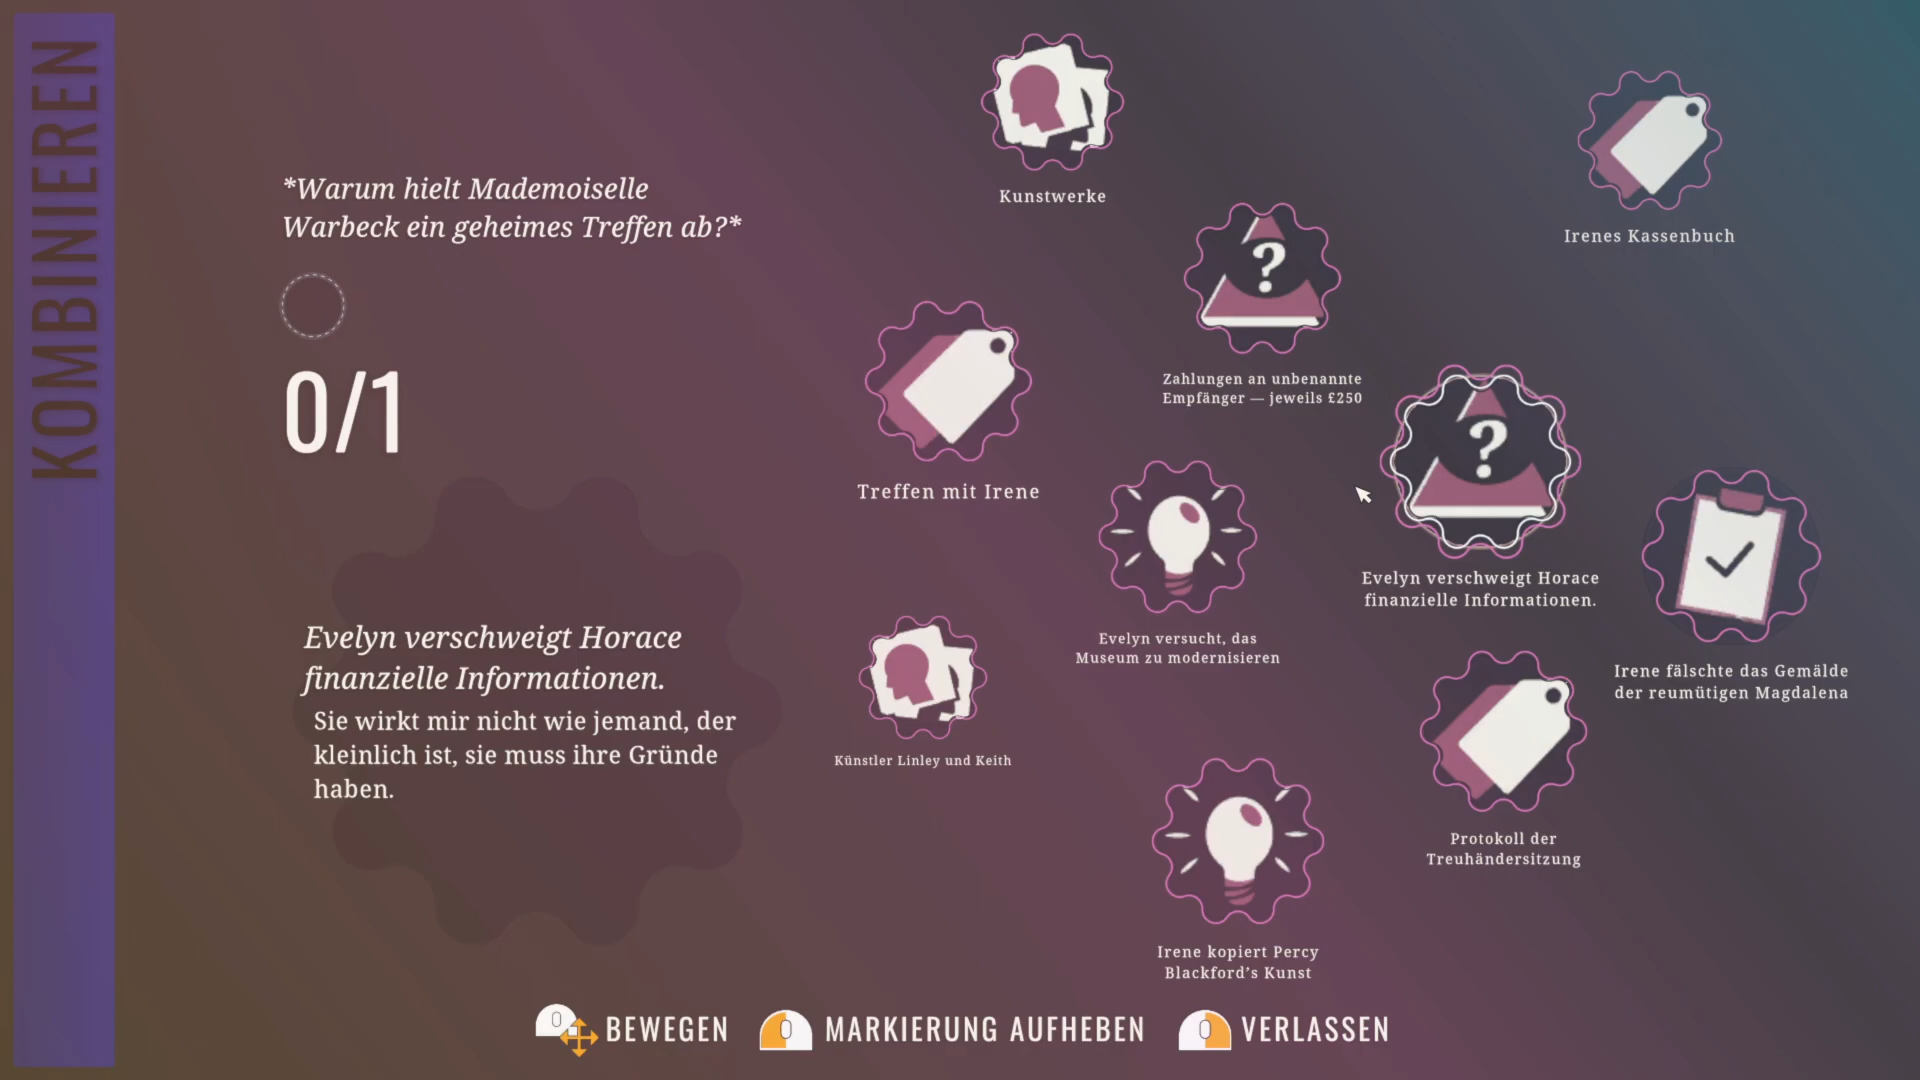 KOMBINIEREN
*Warum hielt Mademoiselle
Warbeck ein geheimes Treffen ab?*
0/1
Evelyn verschweigt Horace
finanzielle Informationen.
Sie wirkt mir nicht wie jemand, der
kleinlich ist, sie muss ihre Gründe
haben.
Kunstwerke
Irenes Kassenbuch
?
Zahlungen an unbenannte
Empfänger — jeweils £250
Treffen mit Irene
?
Evelyn verschweigt Horace
finanzielle Informationen.
Evelyn versucht, das
Museum zu modernisieren
Irene fälschte das Gemälde
der reumütigen Magdalena
Künstler Linley und Keith
Protokoll der
Treuhändersitzung
Irene kopiert Percy
Blackford's Kunst
BEWEGEN
MARKIERUNG AUFHEBEN
VERLASSEN